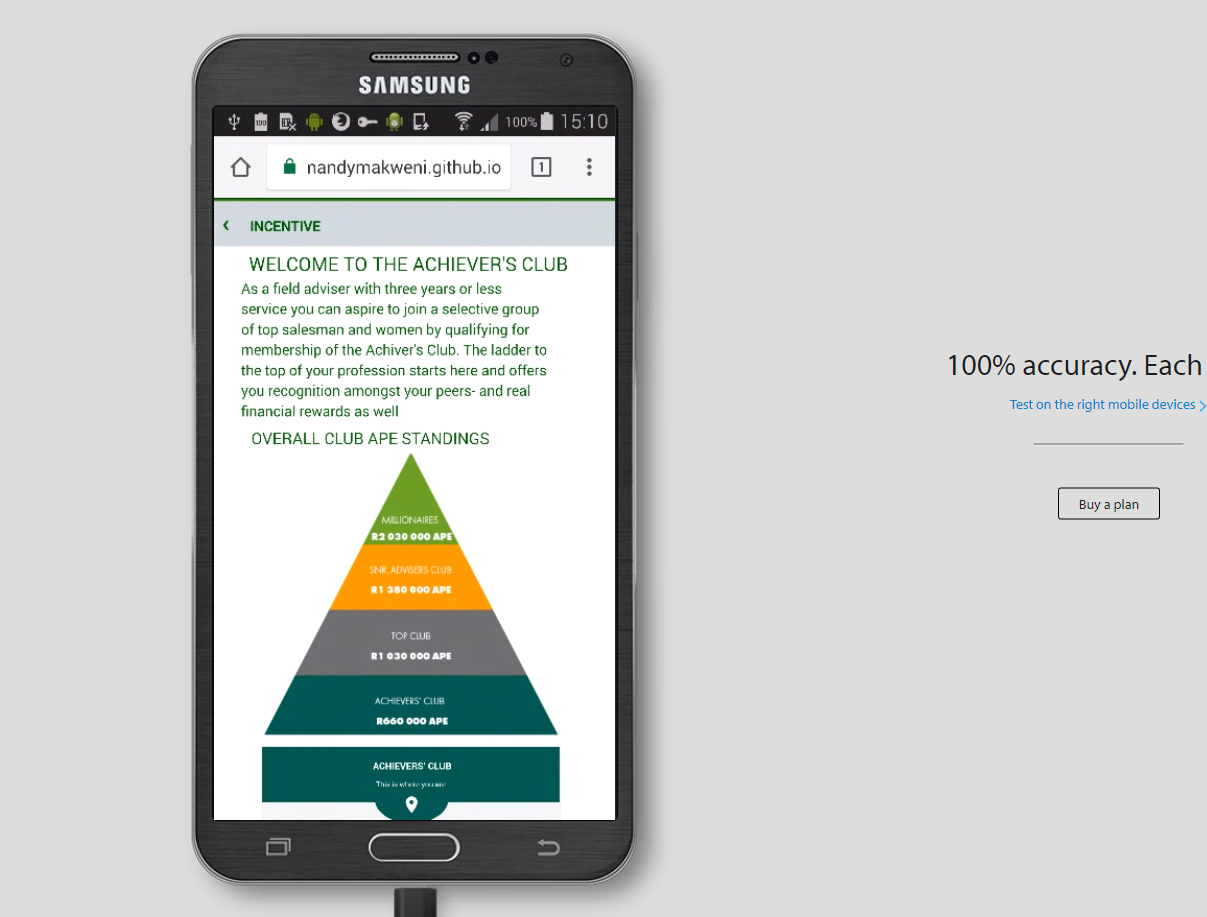 SAMSUNG
100 100% 15:10
nandymakweni.github.io 1
INCENTIVE
WELCOME TO THE ACHIEVER'S CLUB
As a field adviser with three years or less
service you can aspire to join a selective group
of top salesman and women by qualifying for
membership of the Achiver's Club. The ladder to
the top of your profession starts here and offers
you recognition amongst your peers- and real
financial rewards as well
OVERALL CLUB APE STANDINGS
MILLIONAIRES
R2 030 000 APE
SNR. ADVISERS CLUB
R1 380 000 APE
TOP CLUB
R1 030 000 APE
ACHIEVERS' CLUB
R660 000 APE
ACHIEVERS' CLUB
This is where you are
100% accuracy. Each
Test on the right mobile devices
Buy a plan